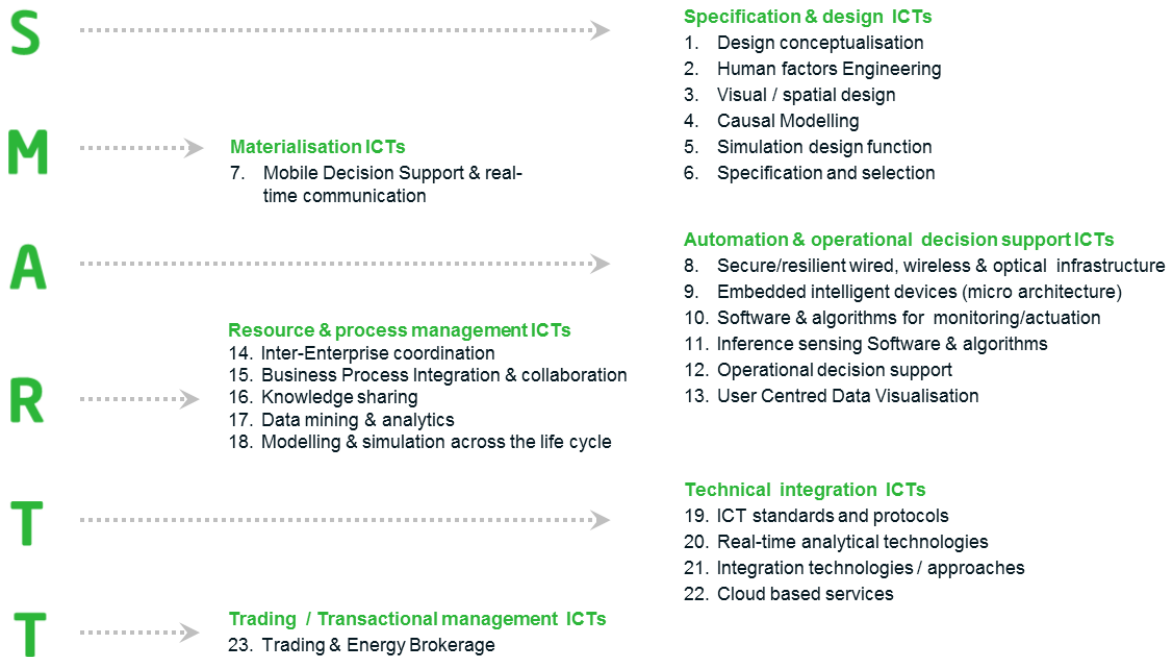 S
Specification & design ICTs
1. Design conceptualisation
2. Human factors Engineering
3. Visual / spatial design
4. Causal Modelling
5. Simulation design function
6. Specification and selection
M
Materialisation ICTs
7. Mobile Decision Support & real-
time communication
A
Automation & operational decision support ICTs
8. Secure/resilient wired, wireless & optical infrastructure
9. Embedded intelligent devices (micro architecture)
10. Software & algorithms for monitoring/actuation
11. Inference sensing Software & algorithms
12. Operational decision support
13. User Centred Data Visualisation
R
Resource & process management ICTs
14. Inter-Enterprise coordination
15. Business Process Integration & collaboration
16. Knowledge sharing
17. Data mining & analytics
18. Modelling & simulation across the life cycle
T
Technical integration ICTs
19. ICT standards and protocols
20. Real-time analytical technologies
21. Integration technologies / approaches
22. Cloud based services
T
Trading / Transactional management ICTs
23. Trading & Energy Brokerage